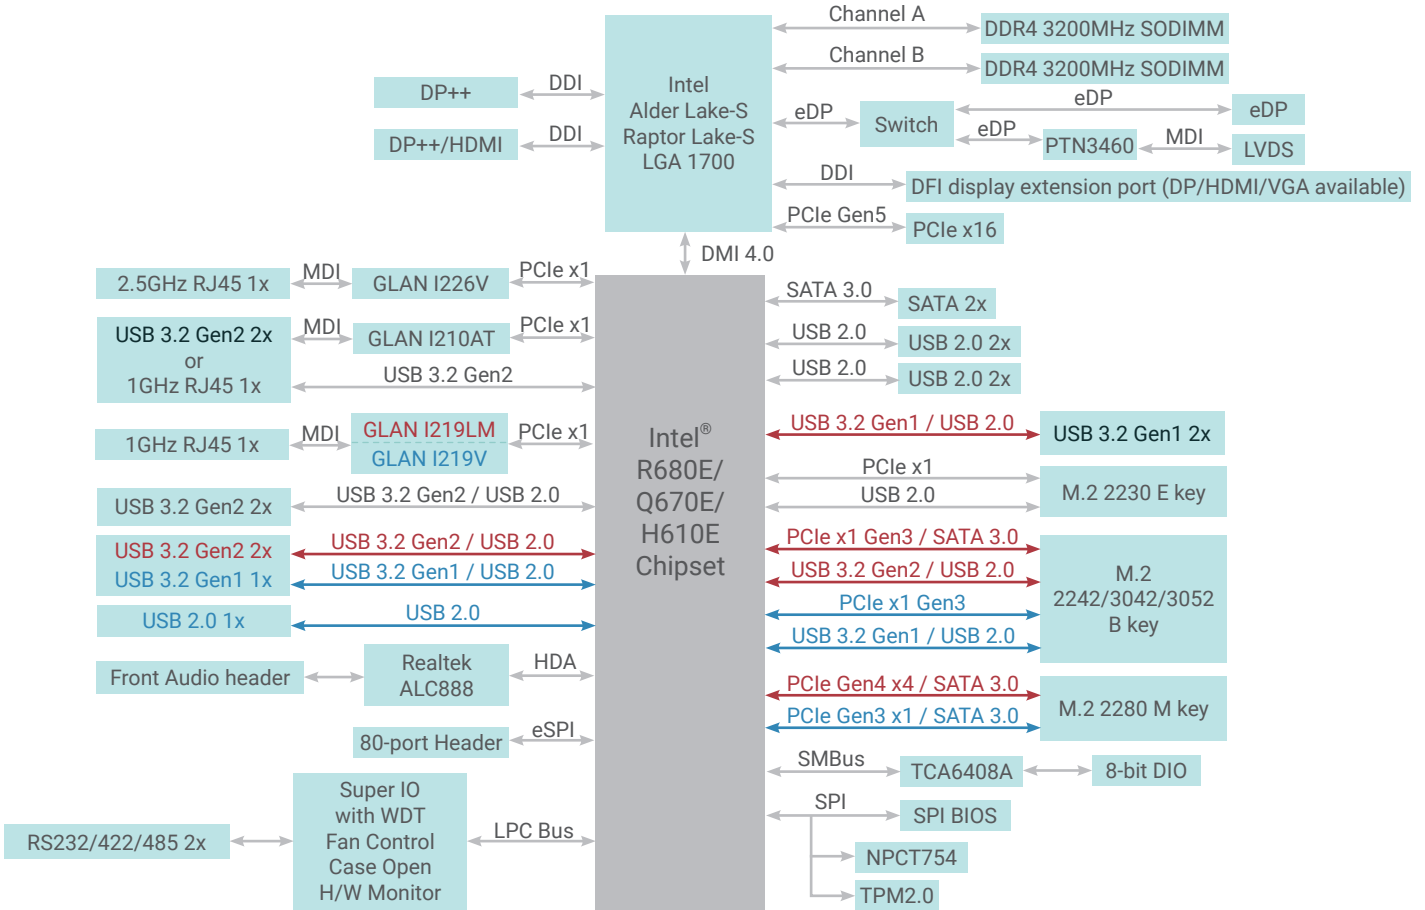 Channel A
DDR4 3200MHz SODIMM
Channel B
DDR4 3200MHz SODIMM
Intel
Alder Lake-S
Raptor Lake-S
LGA 1700
DP++
DDI
DP++/HDMI
DDI
eDP
Switch
eDP
eDP
eDP
PTN3460
MDI
LVDS
DDI
DFI display extension port (DP/HDMI/VGA available)
PCIe Gen5
PCIe x16
DMI 4.0
2.5GHz RJ45 1x
MDI
GLAN I226V
PCIe x1
USB 3.2 Gen2 2x
or
1GHz RJ45 1x
MDI
GLAN I210AT
PCIe x1
USB 3.2 Gen2
1GHz RJ45 1x
MDI
GLAN I219LM
GLAN I219V
PCIe x1
USB 3.2 Gen2 2x
USB 3.2 Gen2 / USB 2.0
USB 3.2 Gen2 2x
USB 3.2 Gen2 / USB 2.0
USB 3.2 Gen1 1x
USB 3.2 Gen1 / USB 2.0
USB 2.0 1x
USB 2.0
Front Audio header
Realtek
ALC888
HDA
80-port Header
eSPI
RS232/422/485 2x
Super IO
with WDT
Fan Control
Case Open
H/W Monitor
LPC Bus
Intel®
R680E/
Q670E/
H610E
Chipset
SATA 3.0
SATA 2x
USB 2.0
USB 2.0 2x
USB 2.0
USB 2.0 2x
USB 3.2 Gen1 / USB 2.0
USB 3.2 Gen1 2x
PCIe x1
USB 2.0
M.2 2230 E key
PCIe x1 Gen3 / SATA 3.0
USB 3.2 Gen2 / USB 2.0
PCIe x1 Gen3
USB 3.2 Gen1 / USB 2.0
M.2
2242/3042/3052
B key
PCIe Gen4 x4 / SATA 3.0
PCIe Gen3 x1 / SATA 3.0
M.2 2280 M key
SMBus
TCA6408A
8-bit DIO
SPI
SPI BIOS
NPCT754
TPM2.0